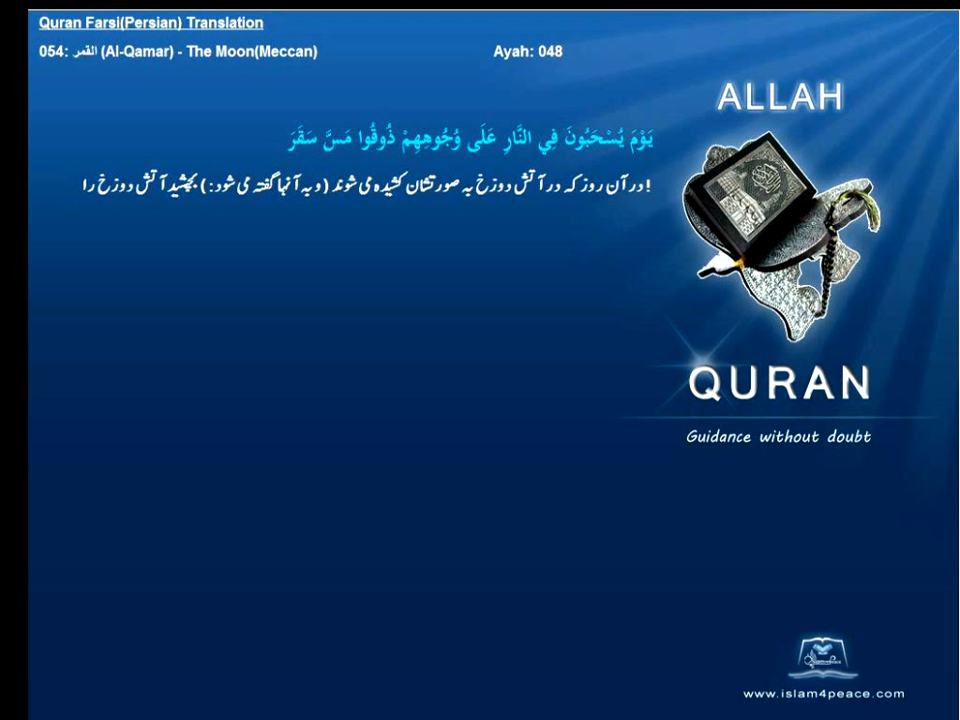 Quran Farsi(Persian) Translation
054: القمر (Al-Qamar) - The Moon(Meccan) Ayah: 048
ALLAH
يَوْمَ يُسْحَبُونَ فِي النَّارِ عَلَى وُجُوهِهِمْ ذُوقُوا مَسَّ سَقَرَ
!در آن روز که در آتش دوزخ به صورتشان کشیده می شوند (و به آنها گفته می شود:) بچشید آتش دوزخ را
QURAN
Guidance without doubt
www.islam4peace.com